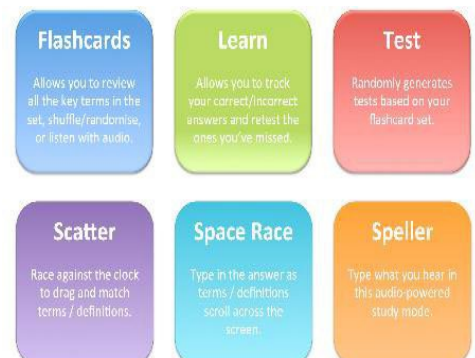 Flashcards
Allows you to review
all the key terms in the
set, shuffle/randomise,
or listen with audio.
Learn
Allows you to track
your correct/incorrect
answers and retest the
ones you've missed.
Test
Randomly generates
tests based on your
flashcard set.
Scatter
Race against the clock
to drag and match
terms / definitions.
Space Race
Type in the answer as
terms / definitions
scroll across the
screen.
Speller
Type what you hear in
this audio-powered
study mode.